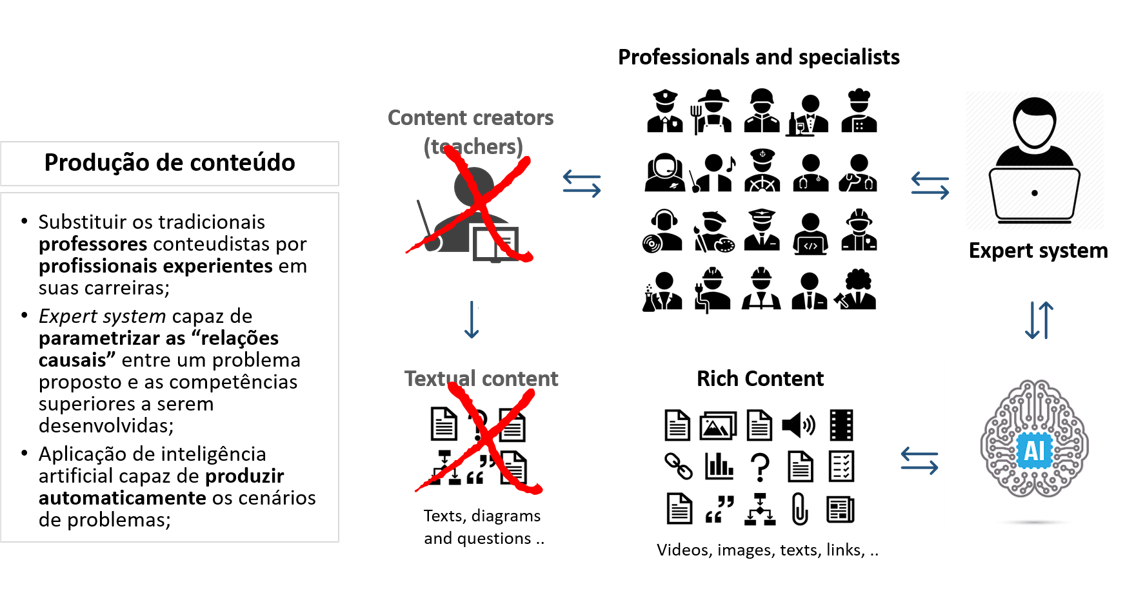 Produção de conteúdo
• Substituir os tradicionais
professores conteudistas por
profissionais experientes em
suas carreiras;
• Expert system capaz de
parametrizar as “relações
causais” entre um problema
proposto e as competências
superiores a serem
desenvolvidas;
• Aplicação de inteligência
artificial capaz de produzir
automaticamente os cenários
de problemas;
Content creators
(teachers)
Textual content
Texts, diagrams
and questions ..
Professionals and specialists
Rich Content
Videos, images, texts, links, ..
Expert system
AI